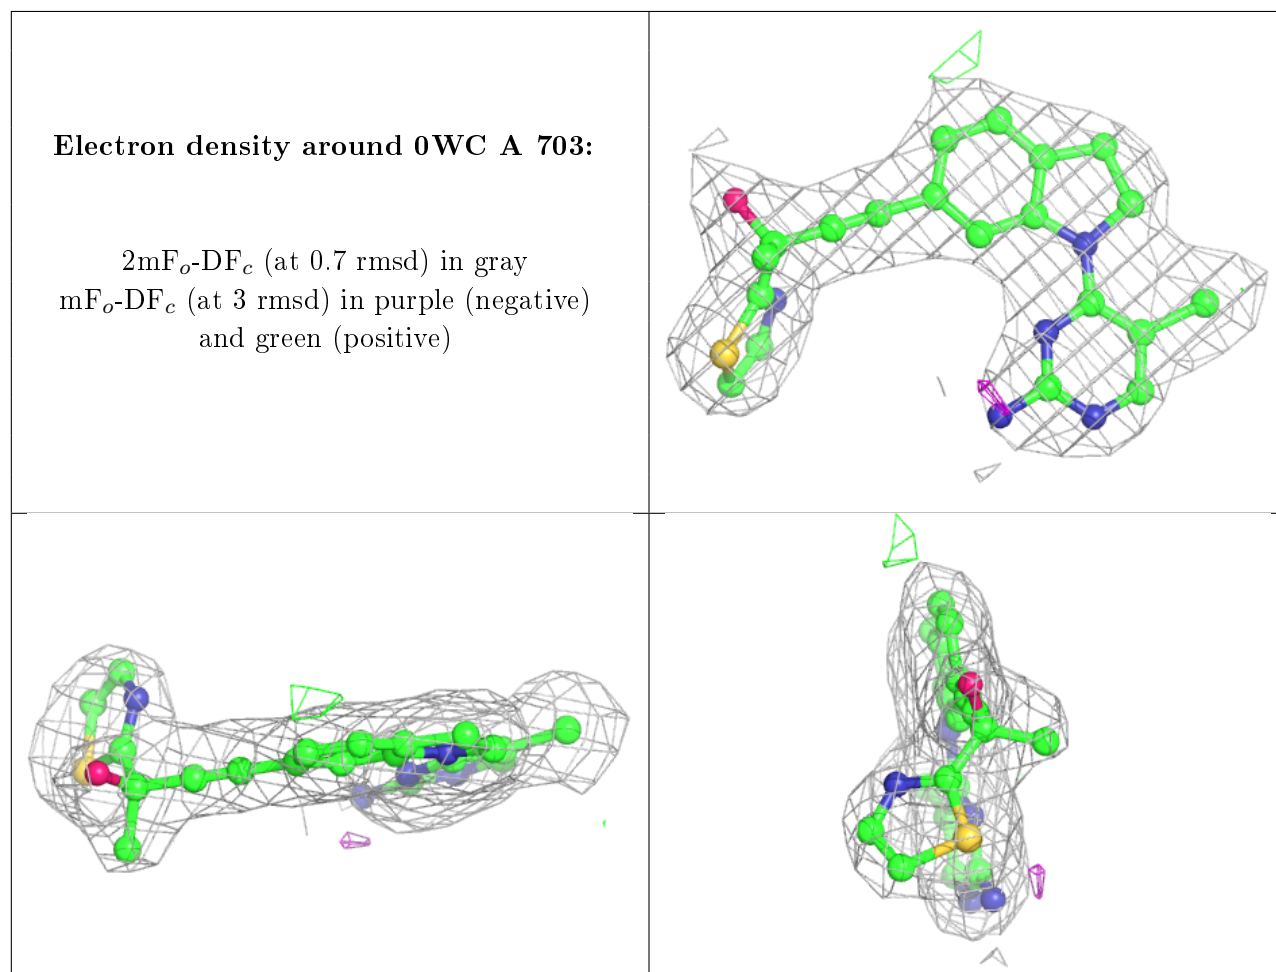 Electron density around 0WC A 703:
2mFo-DFc (at 0.7 rmsd) in gray
mFo-DFc (at 3 rmsd) in purple (negative)
and green (positive)